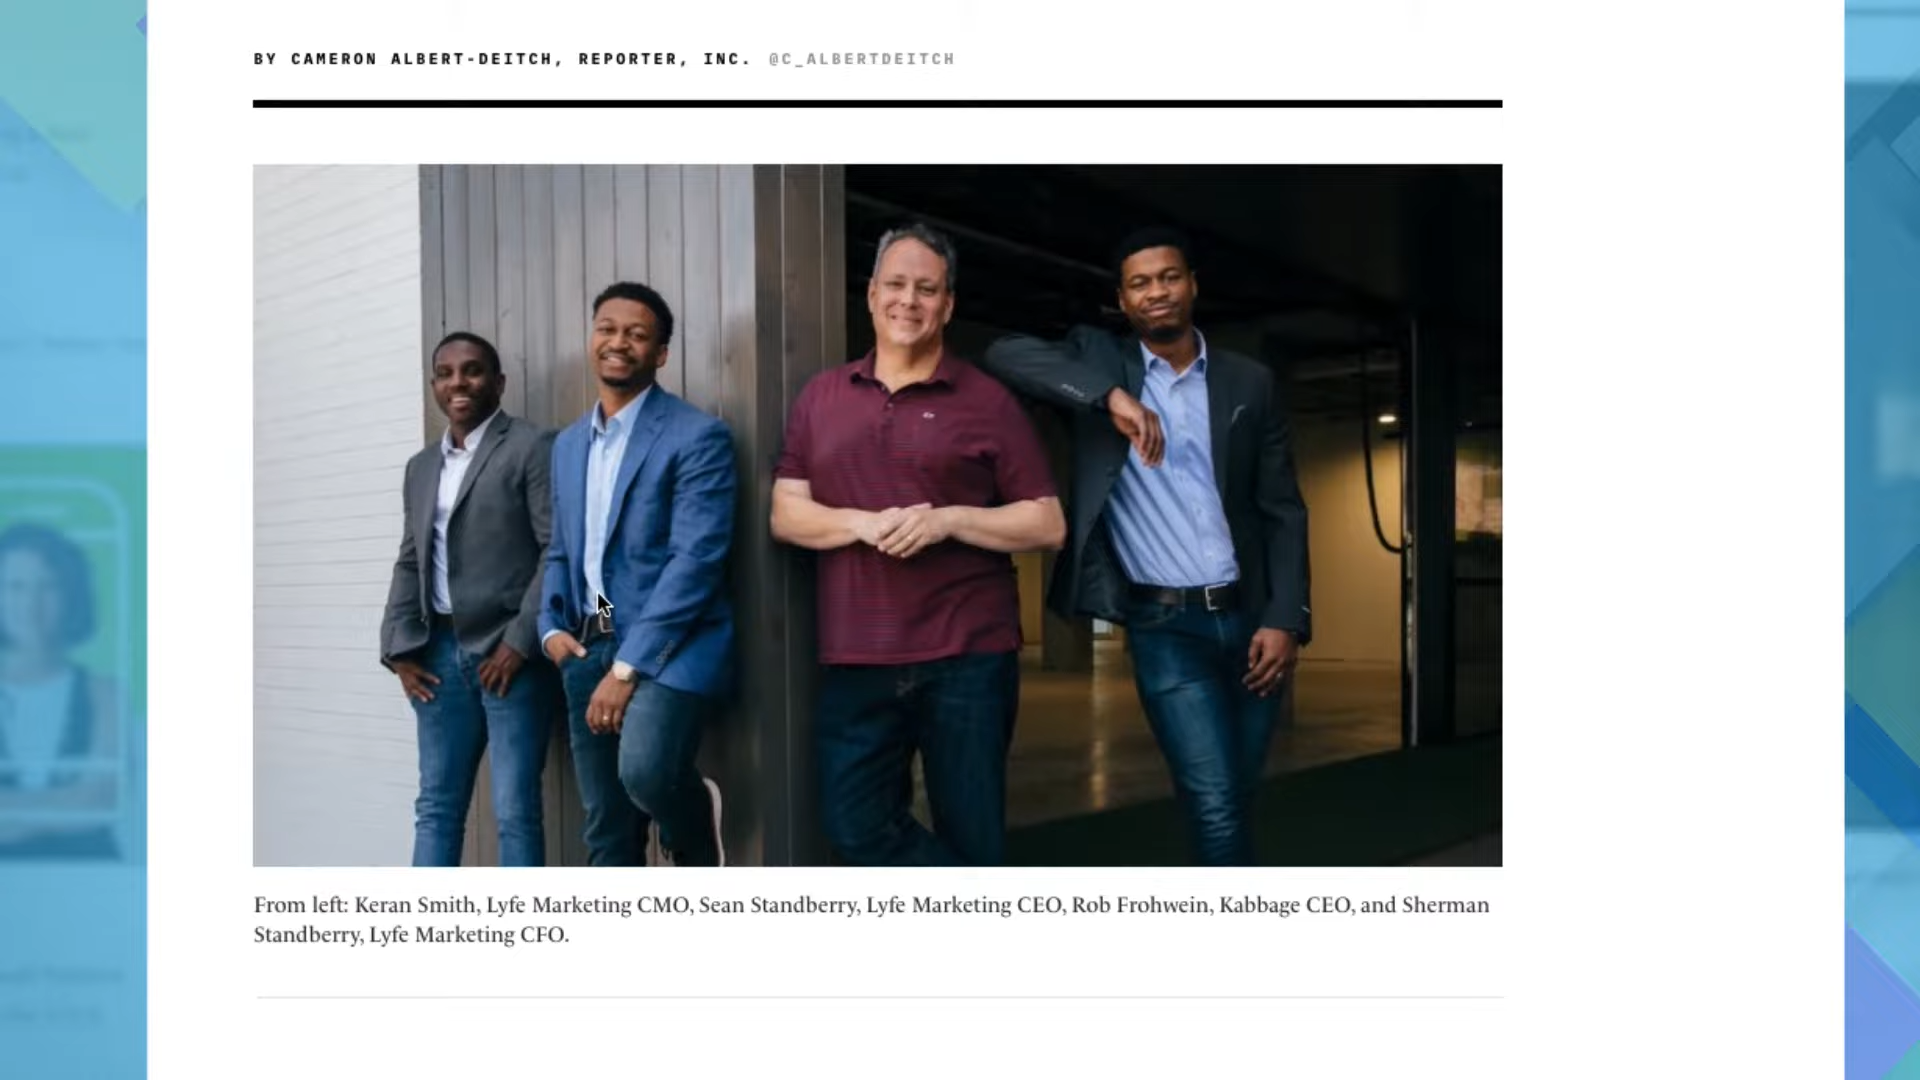 BY CAMERON ALBERT-DEITCH, REPORTER, INC. @C_ALBERTDEITCH
From left: Keran Smith, Lyfe Marketing CMO, Sean Standberry, Lyfe Marketing CEO, Rob Frohwein, Kabbage CEO, and Sherman
Standberry, Lyfe Marketing CFO.